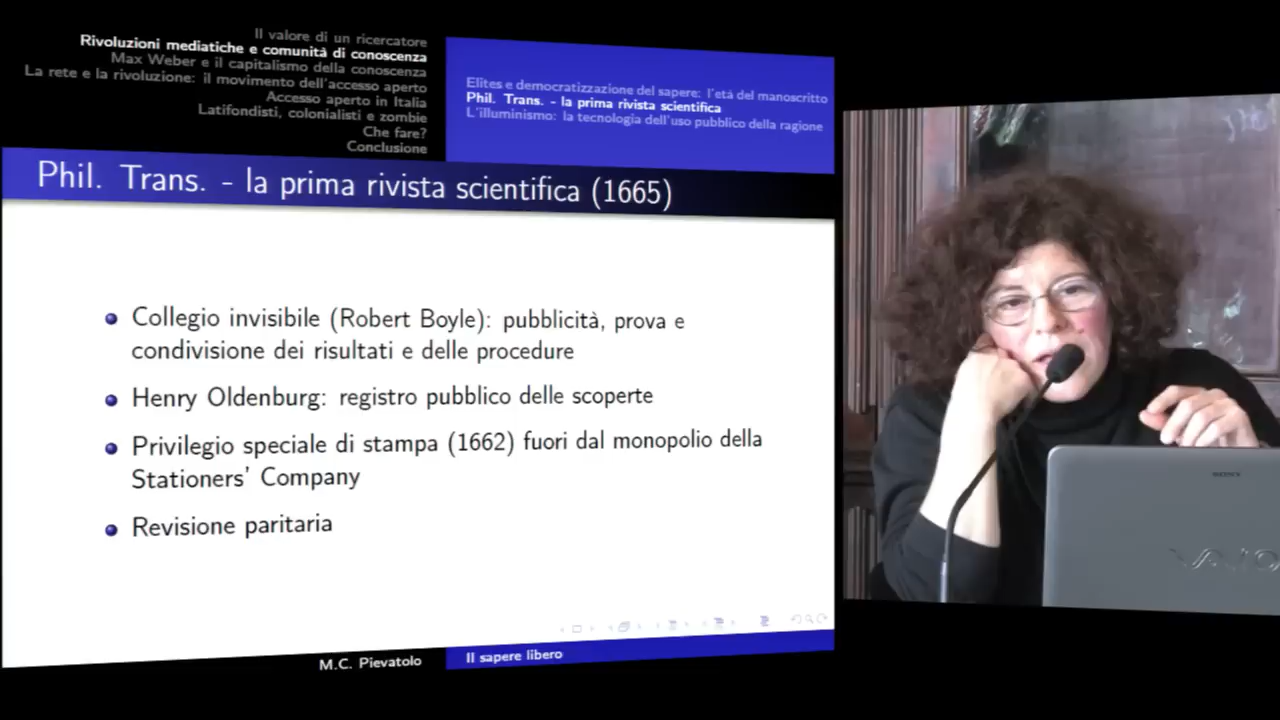 Il valore di un ricercatore
Rivoluzioni mediatiche e comunità di conoscenza
Max Weber e il capitalismo della conoscenza
La rete e la rivoluzione: il movimento dell'accesso aperto
Accesso aperto in Italia
Latifondisti, colonialisti e zombie
Che fare?
Conclusione
Elites e democratizzazione del sapere: l'etá del manoscritto
Phil. Trans. - la prima rivista scientifica
L'illuminismo: la tecnologia dell'uso pubblico della ragione
Phil. Trans. - la prima rivista scientifica (1665)
Collegio invisibile (Robert Boyle): pubblicità, prova e
condivisione dei risultati e delle procedure
Henry Oldenburg: registro pubblico delle scoperte
Privilegio speciale di stampa (1662) fuori dal monopolio della
Stationers' Company
Revisione paritaria
M.C. Pievatolo
Il sapere libero
SONY
VAIO